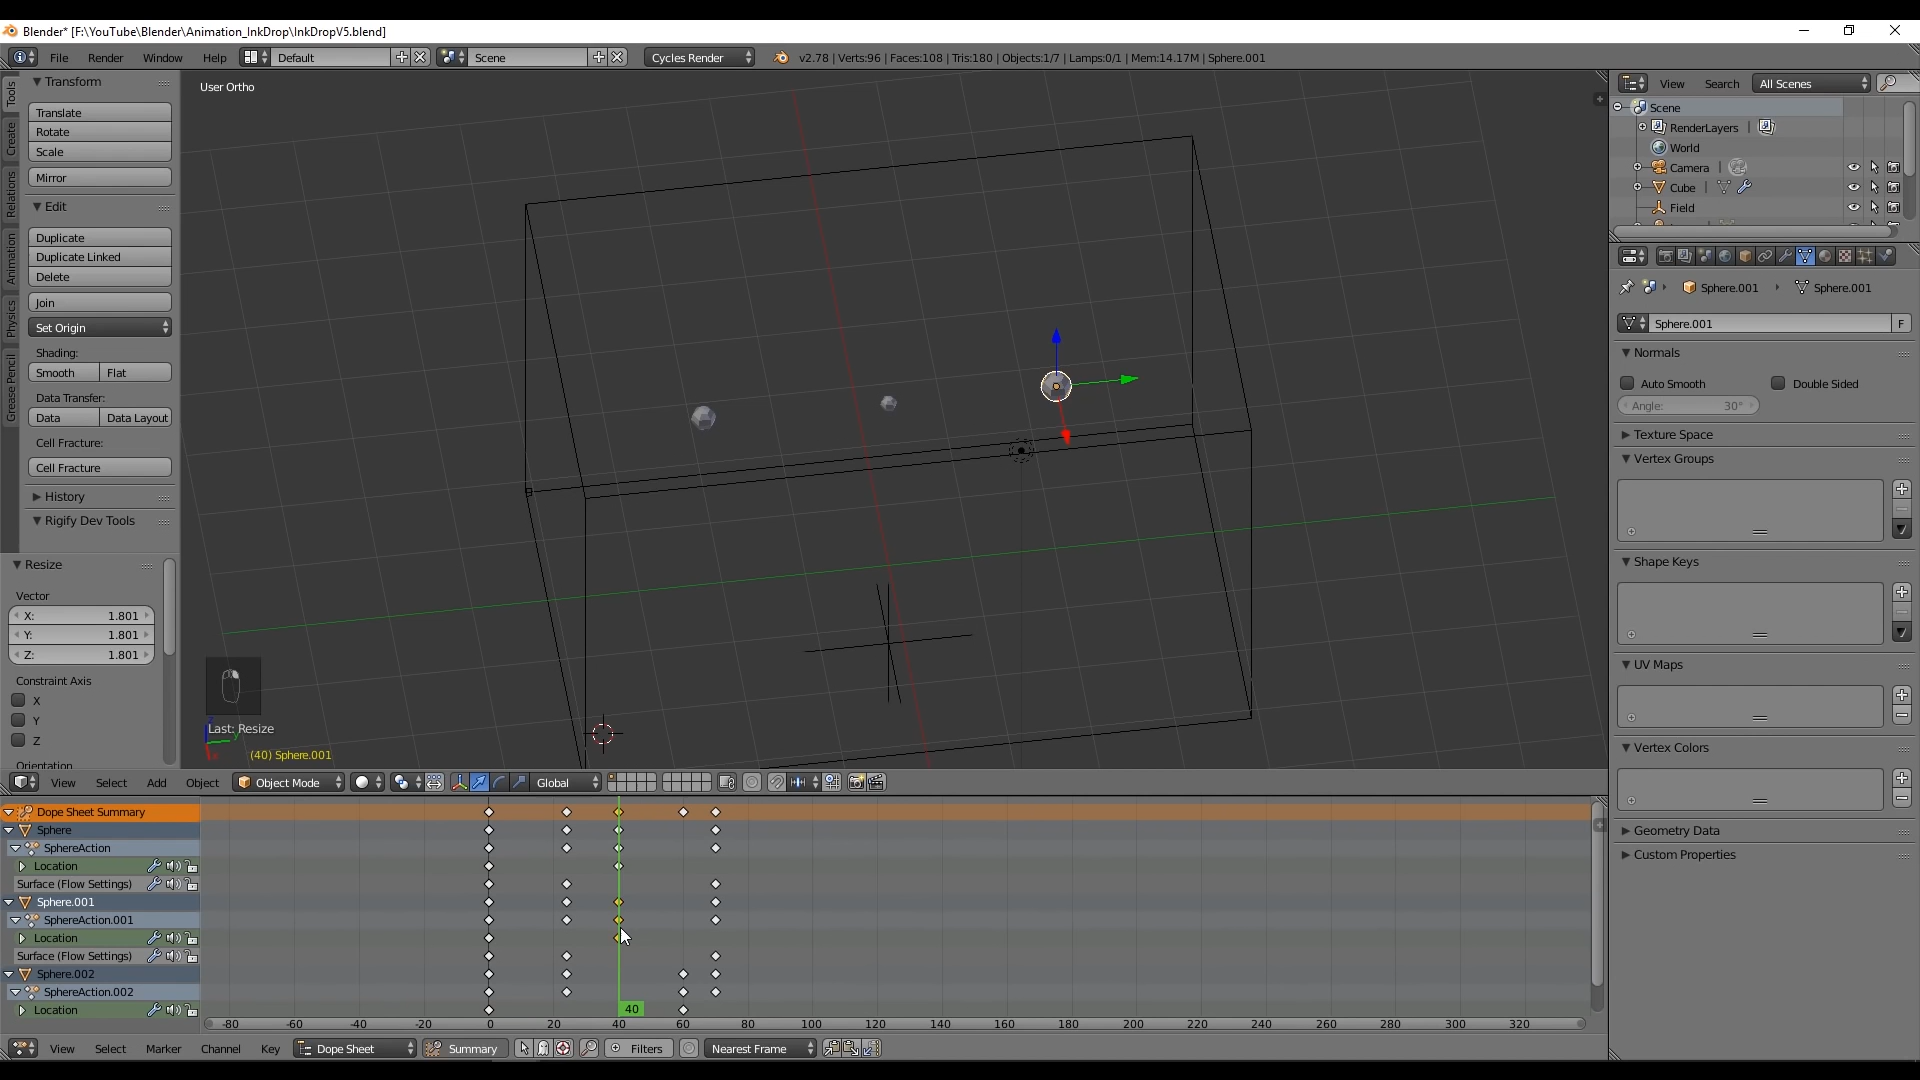 Blender* [F:\YouTube\Blender\Animation_InkDrop\InkDropV5.blend]
File Render Window Help Default Scene Cycles Render v2.78 | Verts:96 | Faces:108 | Tris:180 | Objects:1/7 | Lamps:0/1 | Mem:14.17M | Sphere.001
Tools
Create
Relations
Animation
Physics
Grease Pencil
Transform
Translate
Rotate
Scale
Mirror
Edit
Duplicate
Duplicate Linked
Delete
Join
Set Origin
Shading:
Smooth Flat
Data Transfer:
Data Data Layout
Cell Fracture:
Cell Fracture
History
Rigify Dev Tools
Resize
Vector
X: 1.801
Y: 1.801
Z: 1.801
Constraint Axis
X
Y
Z
Orientation
User Ortho
Last: Resize
(40) Sphere.001
View Select Add Object Object Mode Global
View Search All Scenes
Scene
RenderLayers |
World
Camera |
Cube |
Field
Sphere.001 Sphere.001
Sphere.001 F
Normals
Auto Smooth Double Sided
Angle: 30°
Texture Space
Vertex Groups
Shape Keys
UV Maps
Vertex Colors
Geometry Data
Custom Properties
Dope Sheet Summary
Sphere
SphereAction
Location
Surface (Flow Settings)
Sphere.001
SphereAction.001
Location
Surface (Flow Settings)
Sphere.002
SphereAction.002
Location
40
-80 -60 -40 -20 0 20 40 60 80 100 120 140 160 180 200 220 240 260 280 300 320
View Select Marker Channel Key Dope Sheet Summary Filters Nearest Frame